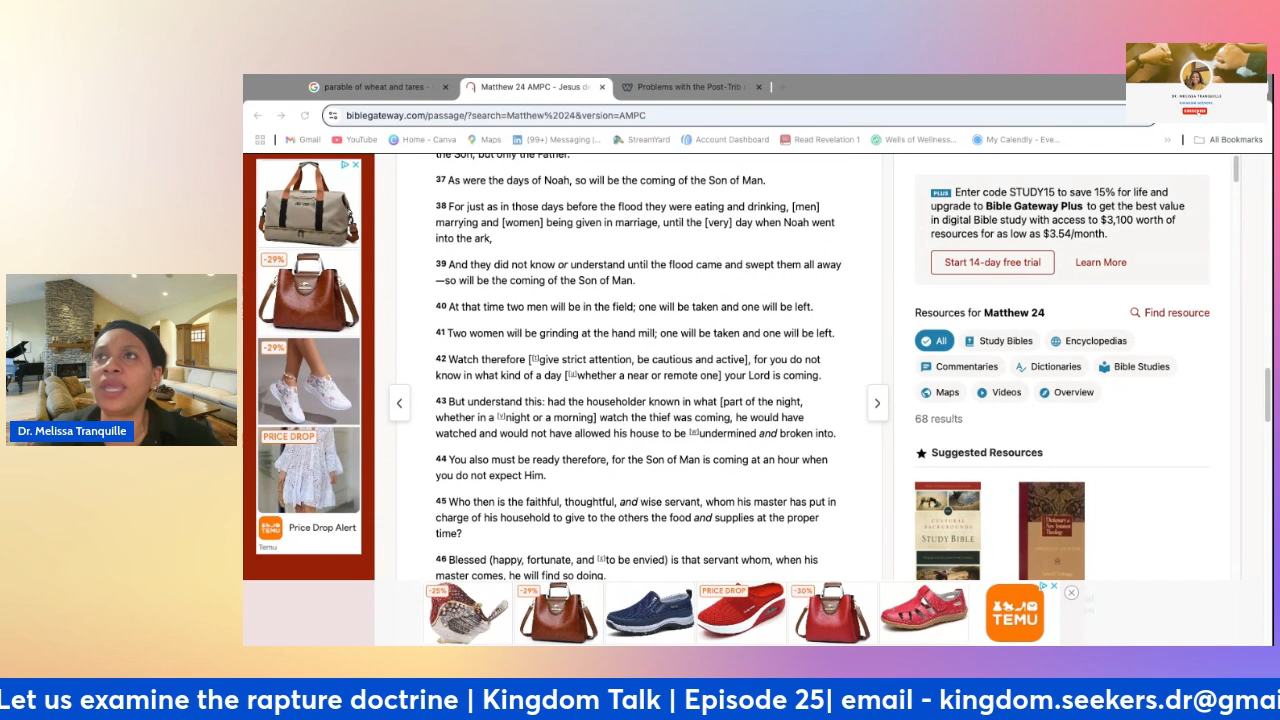 parable of wheat and tares -
Matthew 24 AMPC - Jesus de
Problems with the Post-Trib
biblegateway.com/passage/?search=Matthew%2024&version=AMPC
Gmail
YouTube
Home - Canva
Maps
(99+) Messaging |...
StreamYard
Account Dashboard
Read Revelation 1
Wells of Wellness...
My Calendly - Eve...
All Bookmarks
DR. MELISSA TRANQUILLE
the Son, but only the Father.
37 As were the days of Noah, so will be the coming of the Son of Man.
38 For just as in those days before the flood they were eating and drinking, [men]
marrying and [women] being given in marriage, until the [very] day when Noah went
into the ark,
39 And they did not know or understand until the flood came and swept them all away
—so will be the coming of the Son of Man.
40 At that time two men will be in the field; one will be taken and one will be left.
41 Two women will be grinding at the hand mill; one will be taken and one will be left.
42 Watch therefore [give strict attention, be cautious and active], for you do not
know in what kind of a day [whether a near or remote one] your Lord is coming.
43 But understand this: had the householder known in what [part of the night,
whether in a [v]night or a morning] watch the thief was coming, he would have
watched and would not have allowed his house to be [w]undermined and broken into.
44 You also must be ready therefore, for the Son of Man is coming at an hour when
you do not expect Him.
45 Who then is the faithful, thoughtful, and wise servant, whom his master has put in
charge of his household to give to the others the food and supplies at the proper
time?
46 Blessed (happy, fortunate, and [x]to be envied) is that servant whom, when his
master comes, he will find so doing.
PLUS Enter code STUDY15 to save 15% for life and
upgrade to Bible Gateway Plus to get the best value
in digital Bible study with access to $3,100 worth of
resources for as low as $3.54/month.
Start 14-day free trial
Learn More
Resources for Matthew 24
Find resource
All
Study Bibles
Encyclopedias
Commentaries
Dictionaries
Bible Studies
Maps
Videos
Overview
68 results
Suggested Resources
CULTURAL
BACKGROUNDS
STUDY BIBLE
-29%
-29%
PRICE DROP
TEMU
Price Drop Alert
Temu
-25%
-29%
PRICE DROP
-30%
TEMU
Dr. Melissa Tranquille
Let us examine the rapture doctrine | Kingdom Talk | Episode 25| email - kingdom.seekers.dr@gmai